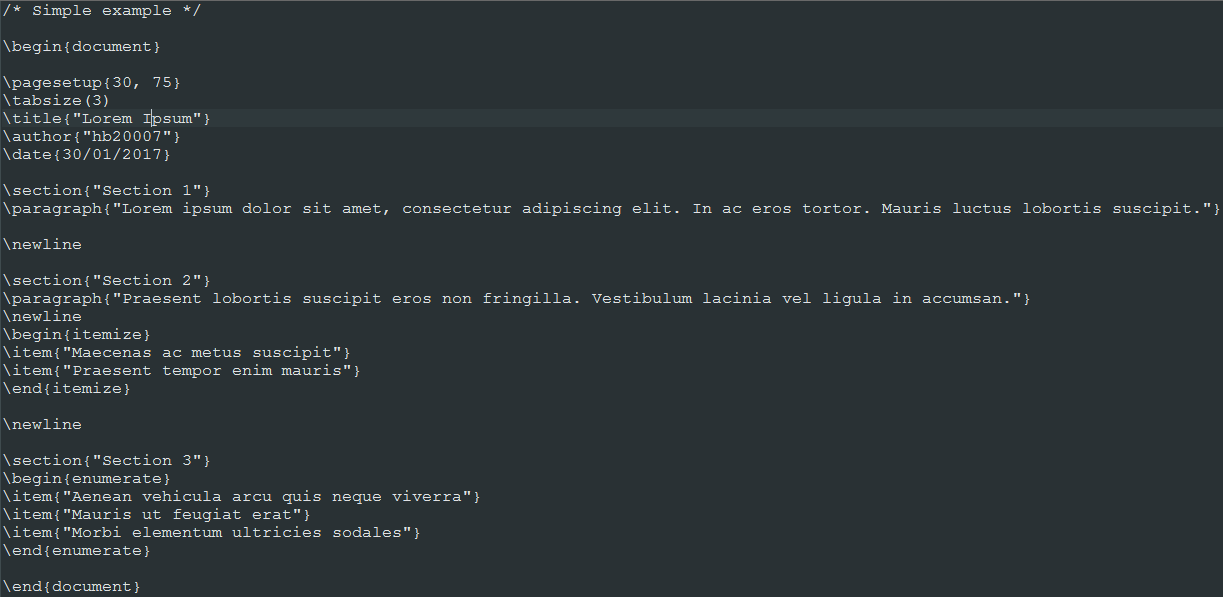 /* Simple example */
\begin{document}
\pagesetup{30, 75}
\tabsize(3)
\title{"Lorem Ipsum"}
\author{"hb20007"}
\date{30/01/2017}
\section{"Section 1"}
\paragraph{"Lorem ipsum dolor sit amet, consectetur adipiscing elit. In ac eros tortor. Mauris luctus lobortis suscipit."}
\newline
\section{"Section 2"}
\paragraph{"Praesent lobortis suscipit eros non fringilla. Vestibulum lacinia vel ligula in accumsan."}
\newline
\begin{itemize}
\item{"Maecenas ac metus suscipit"}
\item{"Praesent tempor enim mauris"}
\end{itemize}
\newline
\section{"Section 3"}
\begin{enumerate}
\item{"Aenean vehicula arcu quis neque viverra"}
\item{"Mauris ut feugiat erat"}
\item{"Morbi elementum ultricies sodales"}
\end{enumerate}
\end{document}